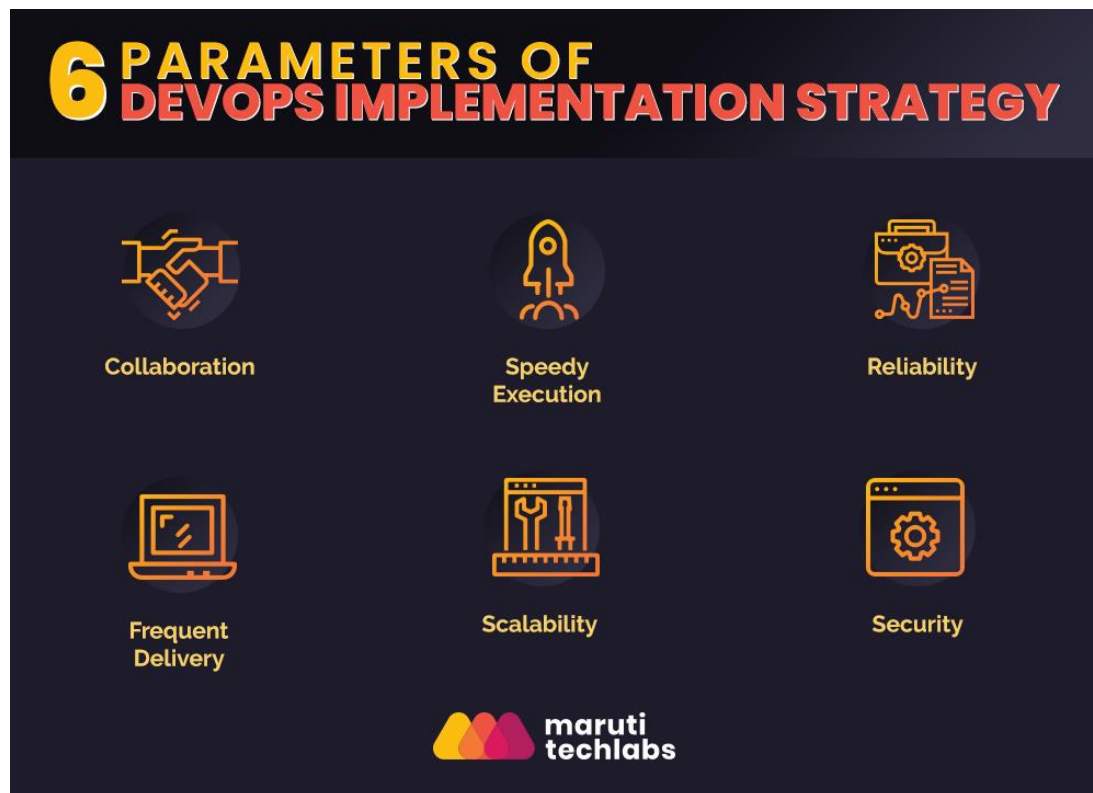 6 PARAMETERS OF
DEVOPS IMPLEMENTATION STRATEGY
Collaboration
Speedy
Execution
Reliability
Frequent
Delivery
Scalability
Security
maruti
techlabs